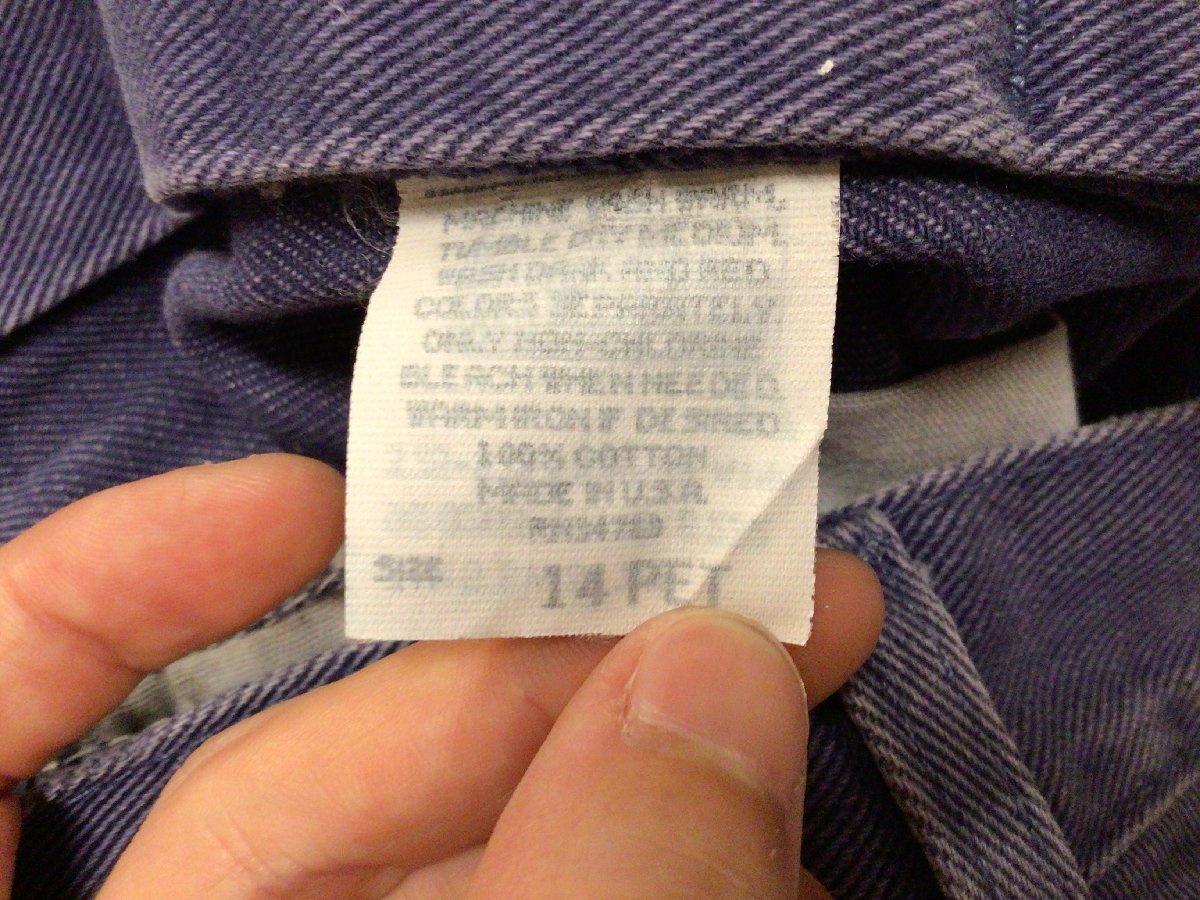 MACHINE WASH WARM.
TUMBLE DRY MEDIUM.
WASH DARK AND RED
COLORS SEPARATELY.
ONLY NON-CHLORINE
BLEACH WHEN NEEDED.
WARM IRON IF DESIRED
100% COTTON
MADE IN U.S.A.
SIZE 14 PET